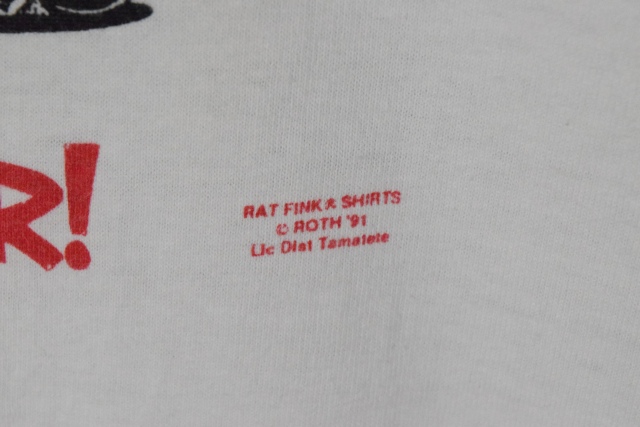 R!
RAT FINK & SHIRTS
© ROTH '91
Lic Dist Tamatete